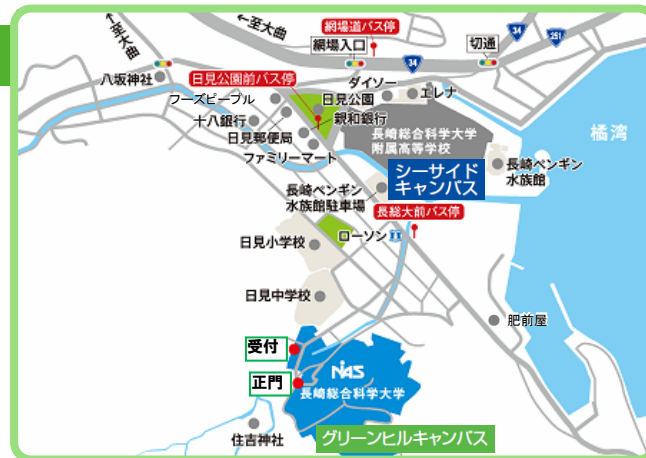 ←至大曲
←至大曲
網場道バス停
34
251
網場入口
切通
34
八坂神社
日見公園前バス停
ダイソー
エレナ
フーズピープル
日見公園
十八銀行
親和銀行
日見郵便局
長崎総合科学大学
附属高等学校
橘湾
ファミリーマート
シーサイド
キャンパス
長崎ペンギン
水族館
長崎ペンギン
水族館駐車場
長総大前バス停
日見小学校
ローソン
日見中学校
肥前屋
受付
NiAS
正門
長崎総合科学大学
住吉神社
グリーンヒルキャンパス